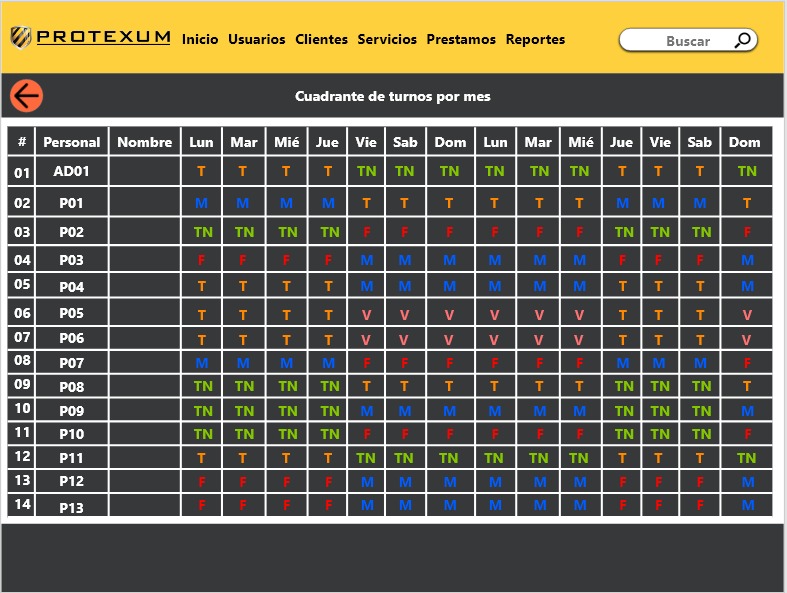 PROTEXUM Inicio Usuarios Clientes Servicios Prestamos Reportes Buscar
Cuadrante de turnos por mes
# Personal Nombre Lun Mar Mié Jue Vie Sab Dom Lun Mar Mié Jue Vie Sab Dom
01 AD01 T T T T TN TN TN TN TN TN T T T TN
02 P01 M M M M T T T T T T M M M T
03 P02 TN TN TN TN F F F F F F TN TN TN F
04 P03 F F F F M M M M M M F F F M
05 P04 T T T T M M M M M M T T T M
06 P05 T T T T V V V V V V T T T V
07 P06 T T T T V V V V V V T T T V
08 P07 M M M M F F F F F F M M M F
09 P08 TN TN TN TN T T T T T T TN TN TN T
10 P09 TN TN TN TN M M M M M M TN TN TN M
11 P10 TN TN TN TN F F F F F F TN TN TN F
12 P11 T T T T TN TN TN TN TN TN T T T TN
13 P12 F F F F M M M M M M F F F M
14 P13 F F F F M M M M M M F F F M